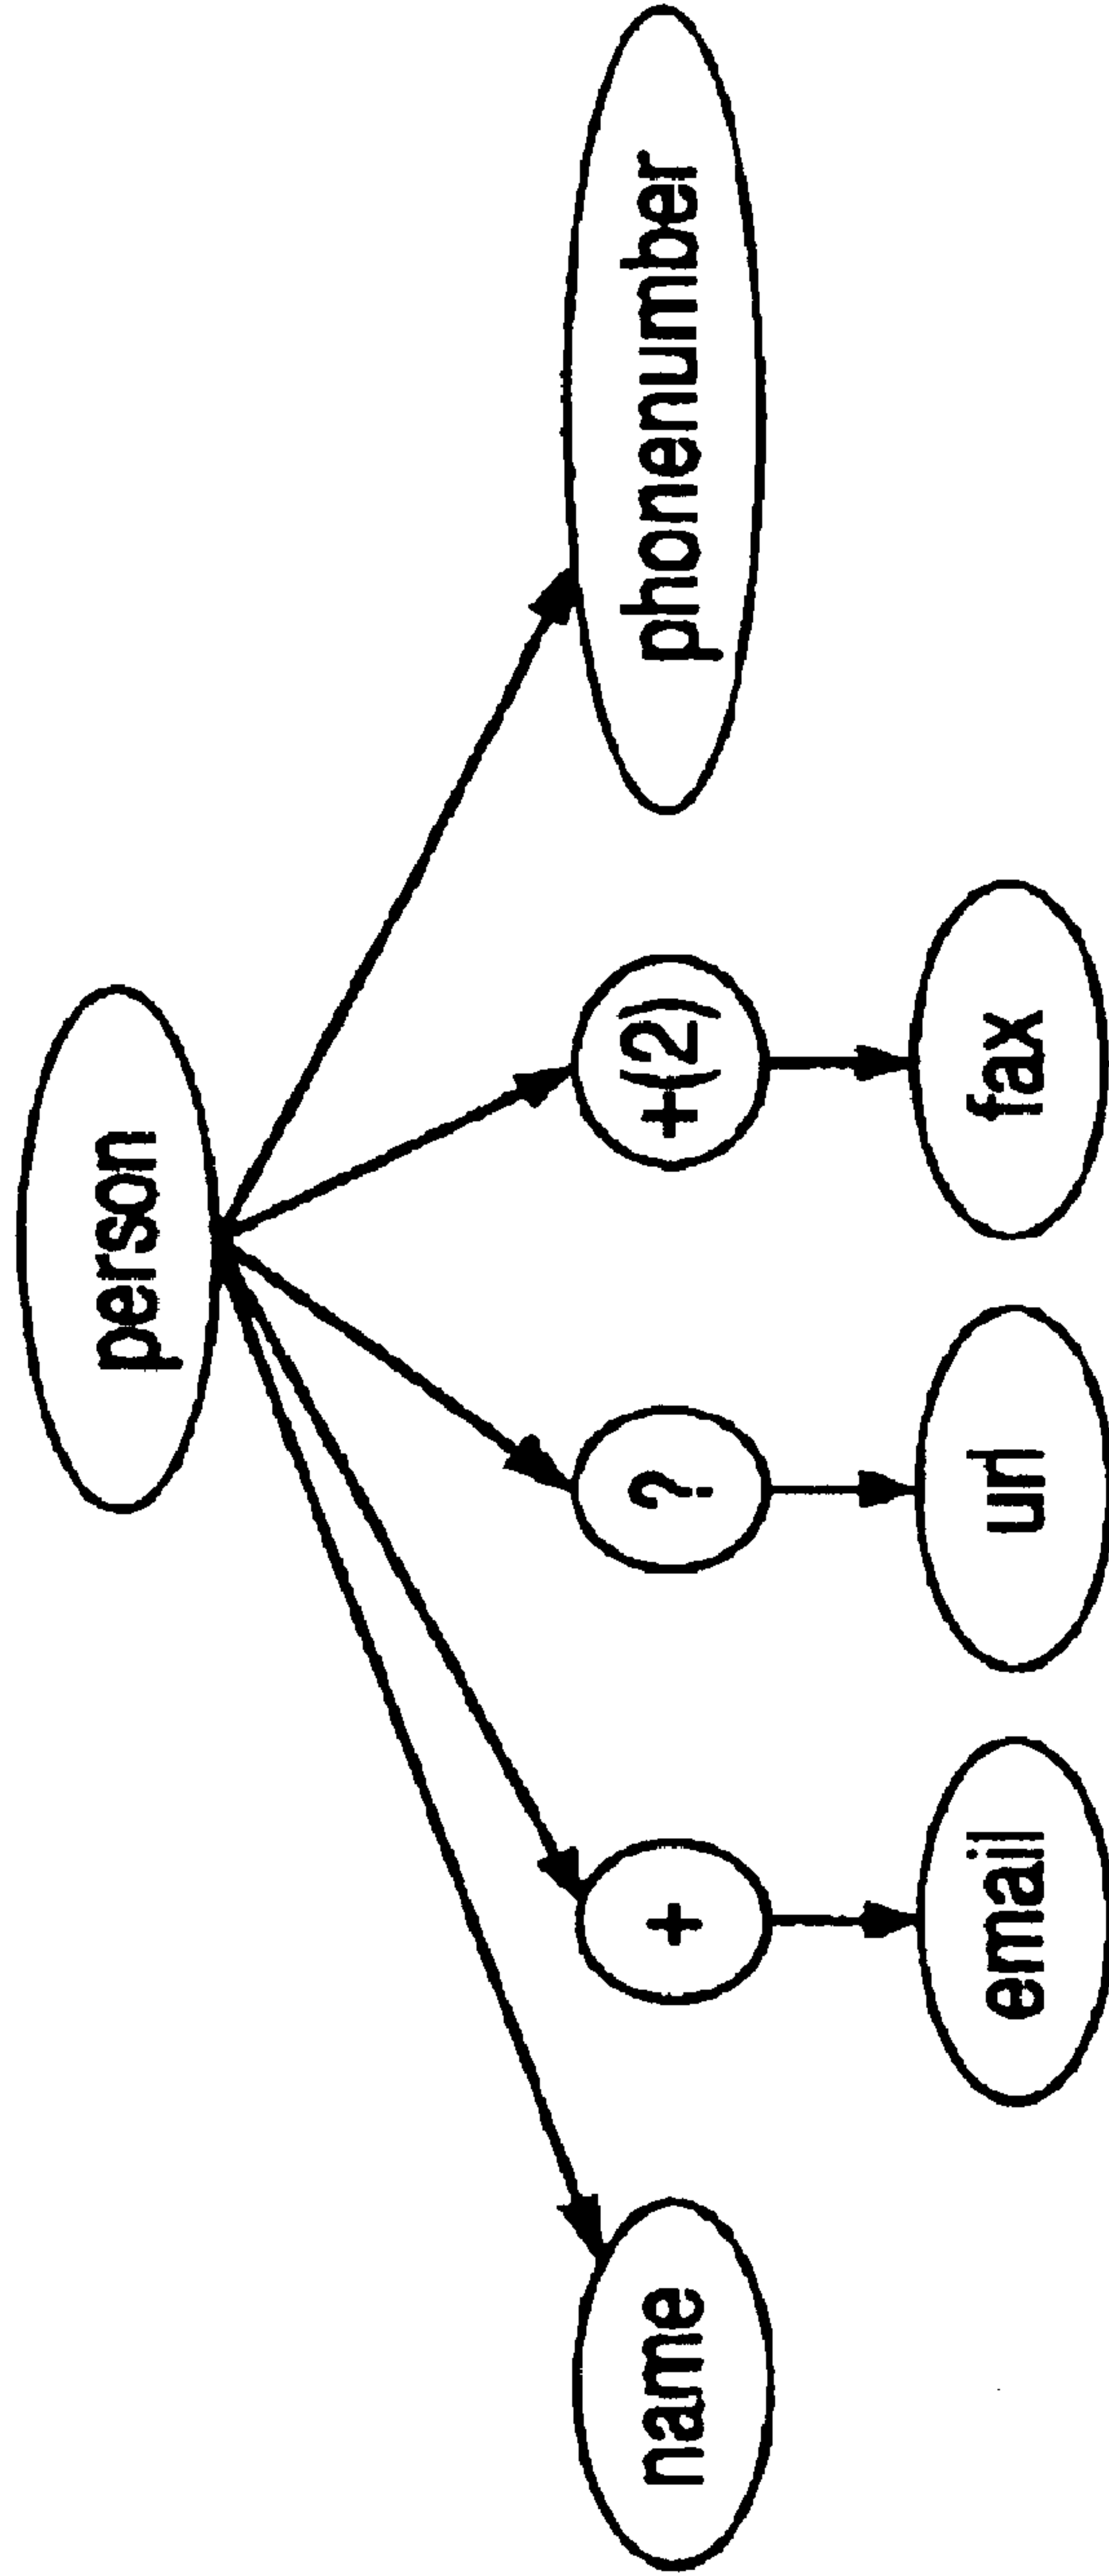 person
name
+
?
+(2)
phonenumber
email
url
fax